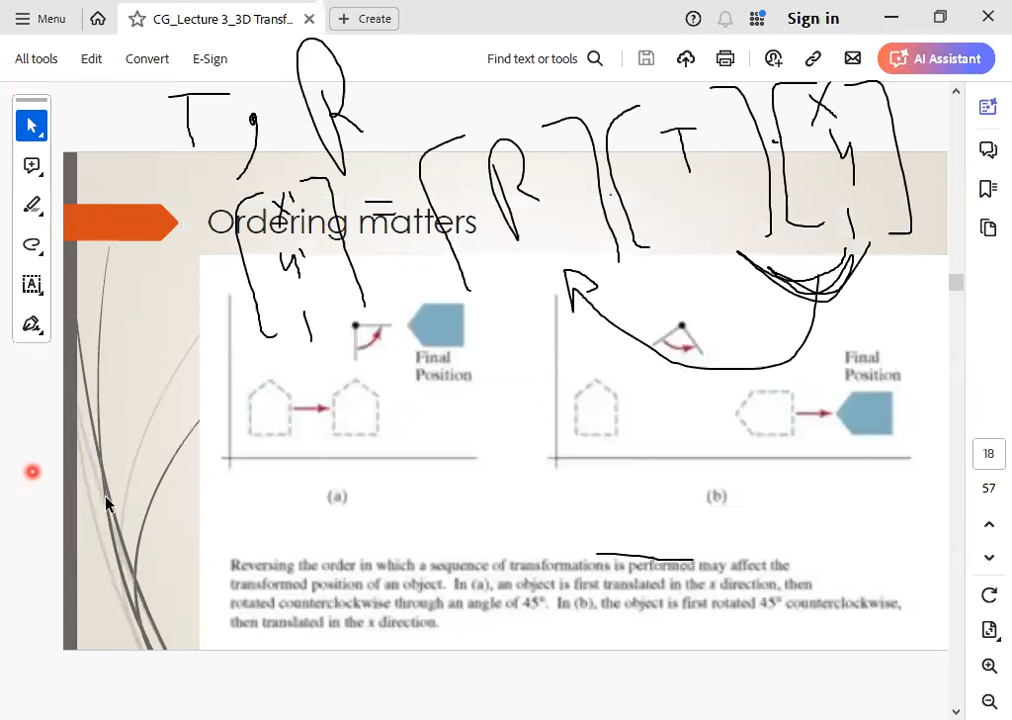 Menu
CG_Lecture 3_3D Transf...
Create
Sign in
All tools
Edit
Convert
E-Sign
Find text or tools
AI Assistant
T, R
[x' y' 1] = [R] [T] . [x y 1]
Ordering matters
Final
Position
Final
Position
(a)
(b)
Reversing the order in which a sequence of transformations is performed may affect the
transformed position of an object. In (a), an object is first translated in the x direction, then
rotated counterclockwise through an angle of 45°. In (b), the object is first rotated 45° counterclockwise,
then translated in the x direction.
18
57